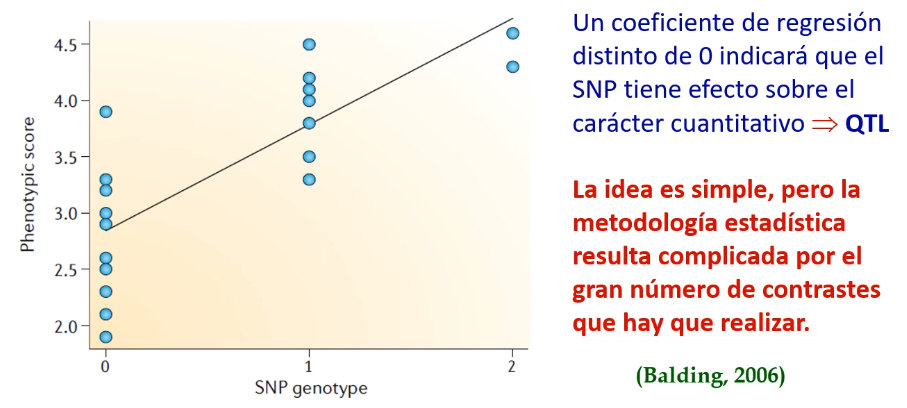 4.5
4.0
3.5
3.0
2.5
2.0
Phenotypic score
0
1
2
SNP genotype
Un coeficiente de regresión
distinto de 0 indicará que el
SNP tiene efecto sobre el
carácter cuantitativo ⇒ QTL
La idea es simple, pero la
metodología estadística
resulta complicada por el
gran número de contrastes
que hay que realizar.
(Balding, 2006)